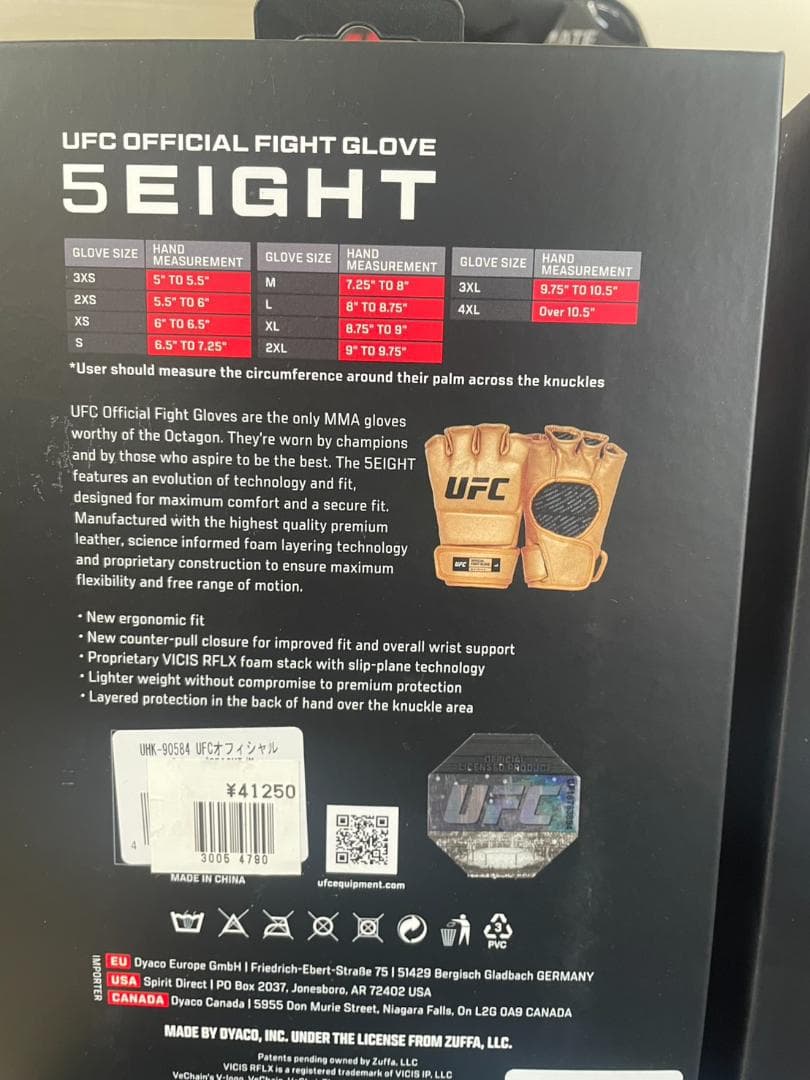 UFC OFFICIAL FIGHT GLOVE
5EIGHT
GLOVE SIZE HAND MEASUREMENT
3XS 5" TO 5.5"
2XS 5.5" TO 6"
XS 6" TO 6.5"
S 6.5" TO 7.25"
GLOVE SIZE HAND MEASUREMENT
M 7.25" TO 8"
L 8" TO 8.75"
XL 8.75" TO 9"
2XL 9" TO 9.75"
GLOVE SIZE HAND MEASUREMENT
3XL 9.75" TO 10.5"
4XL Over 10.5"
*User should measure the circumference around their palm across the knuckles
UFC Official Fight Gloves are the only MMA gloves
worthy of the Octagon. They're worn by champions
and by those who aspire to be the best. The 5EIGHT
features an evolution of technology and fit,
designed for maximum comfort and a secure fit.
Manufactured with the highest quality premium
leather, science informed foam layering technology
and proprietary construction to ensure maximum
flexibility and free range of motion.
UFC
UFC
• New ergonomic fit
• New counter-pull closure for improved fit and overall wrist support
• Proprietary VICIS RFLX foam stack with slip-plane technology
• Lighter weight without compromise to premium protection
• Layered protection in the back of hand over the knuckle area
UHK-90584 UFCオフィシャル
¥41250
4
3005 4790
MADE IN CHINA
ufcequipment.com
OFFICIAL
LICENSED PRODUCT
UFC
3
PVC
IMPORTER
EU Dyaco Europe GmbH | Friedrich-Ebert-Straße 75 | 51429 Bergisch Gladbach GERMANY
USA Spirit Direct | PO Box 2037, Jonesboro, AR 72402 USA
CANADA Dyaco Canada | 5955 Don Murie Street, Niagara Falls, On L2G 0A9 CANADA
MADE BY DYACO, INC. UNDER THE LICENSE FROM ZUFFA, LLC.
Patents pending owned by Zuffa, LLC
VICIS RFLX is a registered trademark of VICIS IP, LLC
VeChain's V-logo, VeChain